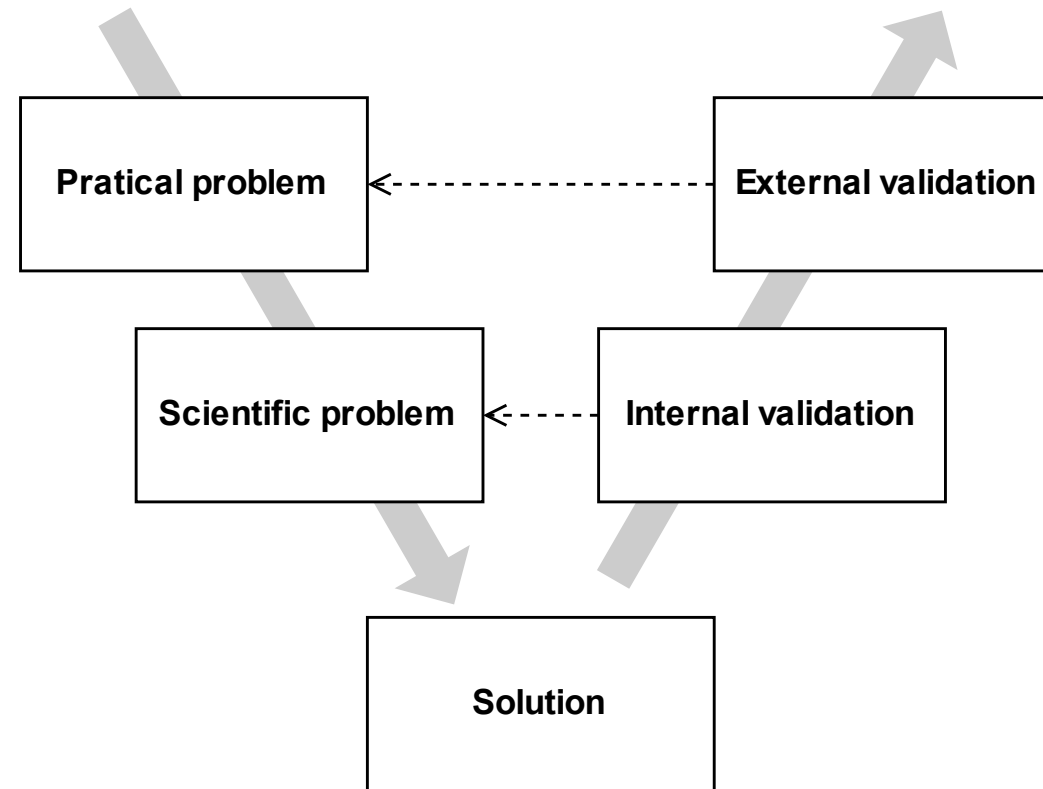 Pratical problem
External validation
Scientific problem
Internal validation
Solution